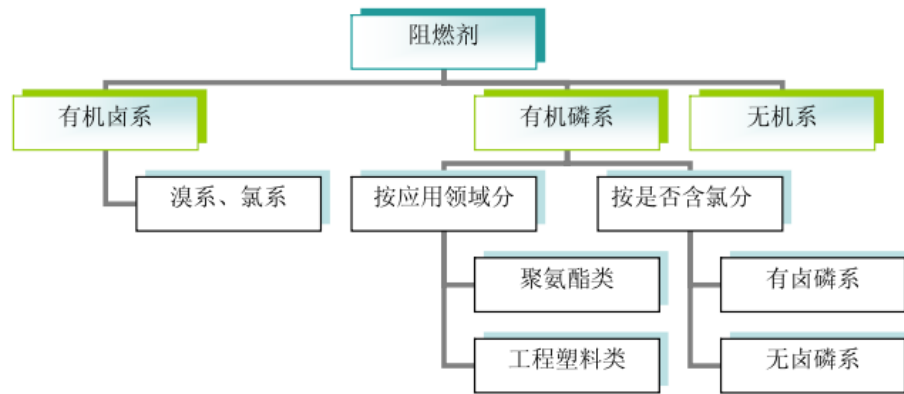 阻燃剂
有机卤系
有机磷系
无机系
溴系、氯系
按应用领域分
按是否含氯分
聚氨酯类
有卤磷系
工程塑料类
无卤磷系